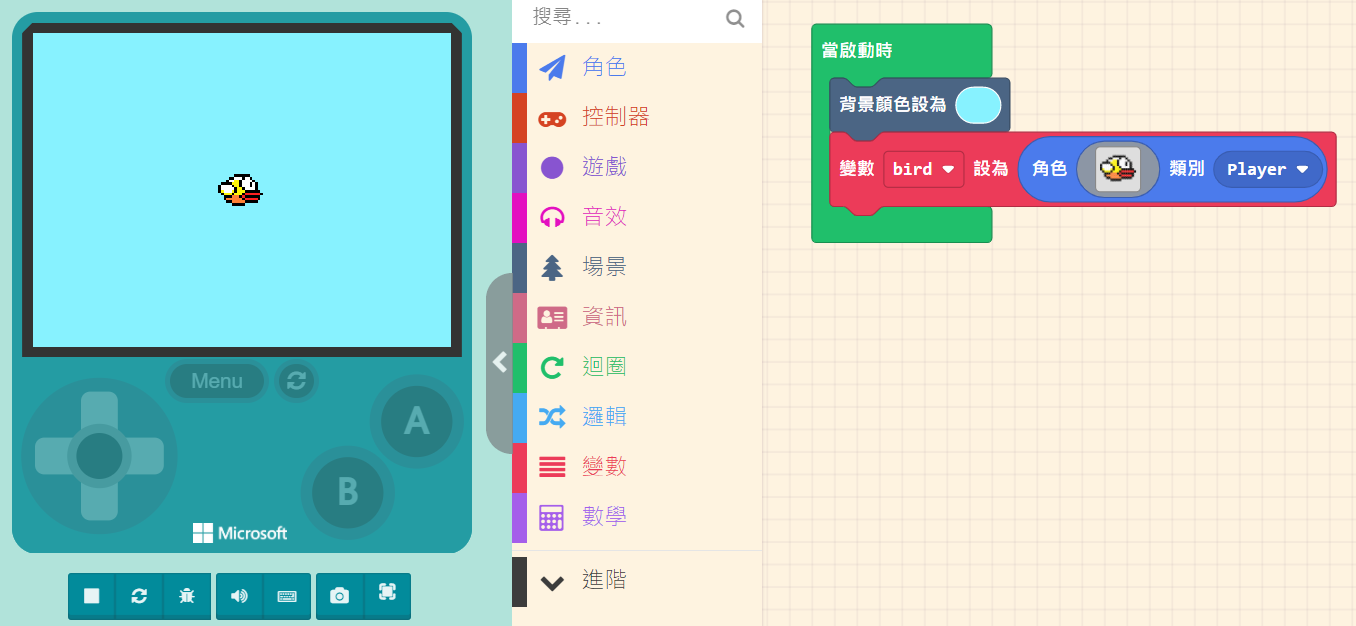 Menu
A
B
Microsoft
搜尋...
角色
控制器
遊戲
音效
場景
資訊
迴圈
邏輯
變數
數學
進階
當啟動時
背景顏色設為
變數 bird 設為 角色 類別 Player